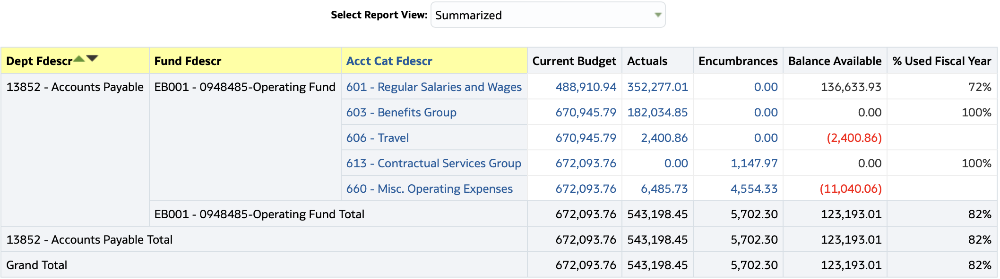 Select Report View: Summarized
Dept Fdescr Fund Fdescr Acct Cat Fdescr Current Budget Actuals Encumbrances Balance Available % Used Fiscal Year
13852 - Accounts Payable EB001 - 0948485-Operating Fund 601 - Regular Salaries and Wages 488,910.94 352,277.01 0.00 136,633.93 72%
603 - Benefits Group 670,945.79 182,034.85 0.00 0.00 100%
606 - Travel 670,945.79 2,400.86 0.00 (2,400.86)
613 - Contractual Services Group 672,093.76 0.00 1,147.97 0.00 100%
660 - Misc. Operating Expenses 672,093.76 6,485.73 4,554.33 (11,040.06)
EB001 - 0948485-Operating Fund Total 672,093.76 543,198.45 5,702.30 123,193.01 82%
13852 - Accounts Payable Total 672,093.76 543,198.45 5,702.30 123,193.01 82%
Grand Total 672,093.76 543,198.45 5,702.30 123,193.01 82%